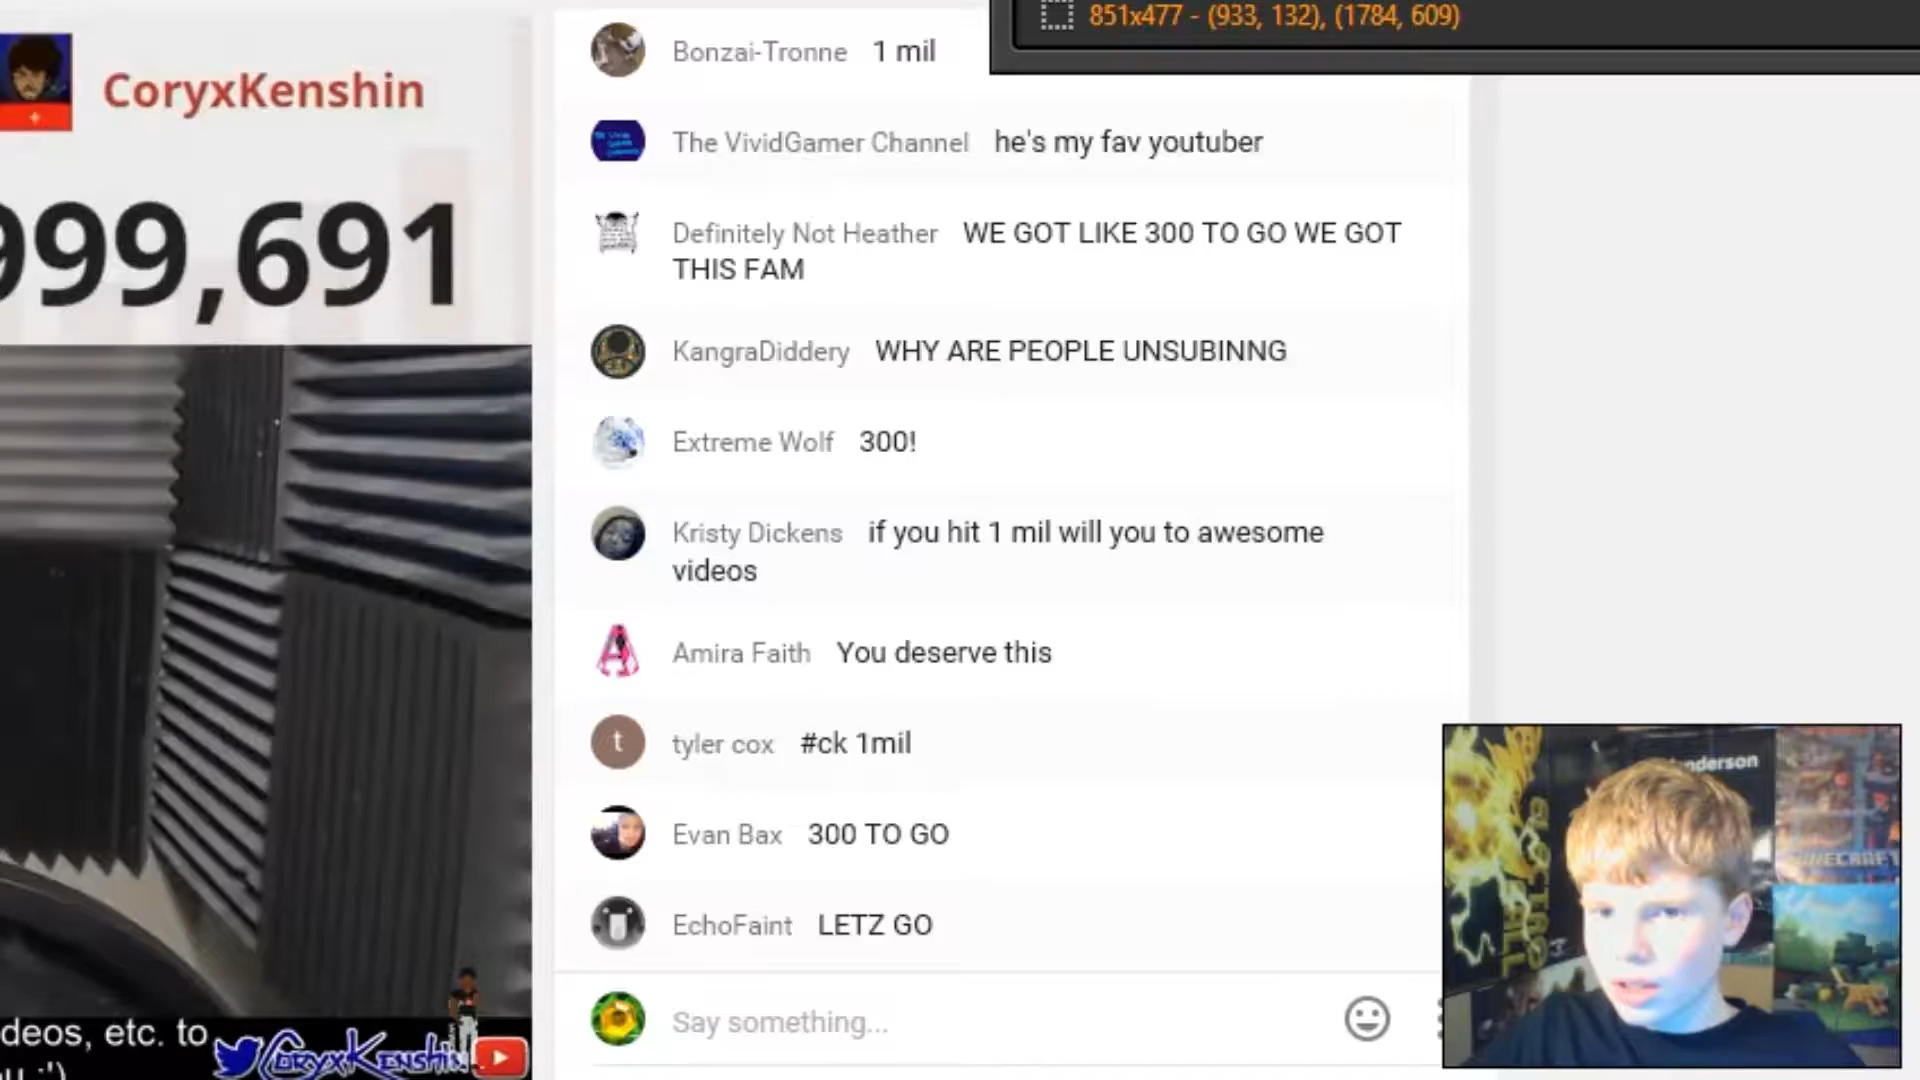 851x477 - (933, 132), (1784, 609)
CoryxKenshin
999,691
Bonzai-Tronne 1 mil
The VividGamer Channel he's my fav youtuber
Definitely Not Heather WE GOT LIKE 300 TO GO WE GOT
THIS FAM
KangraDiddery WHY ARE PEOPLE UNSUBINNG
Extreme Wolf 300!
Kristy Dickens if you hit 1 mil will you to awesome
videos
Amira Faith You deserve this
t
tyler cox #ck 1mil
Evan Bax 300 TO GO
EchoFaint LETZ GO
Say something...
deos, etc. to
CoryxKenshin
nderson
MINECRAFT